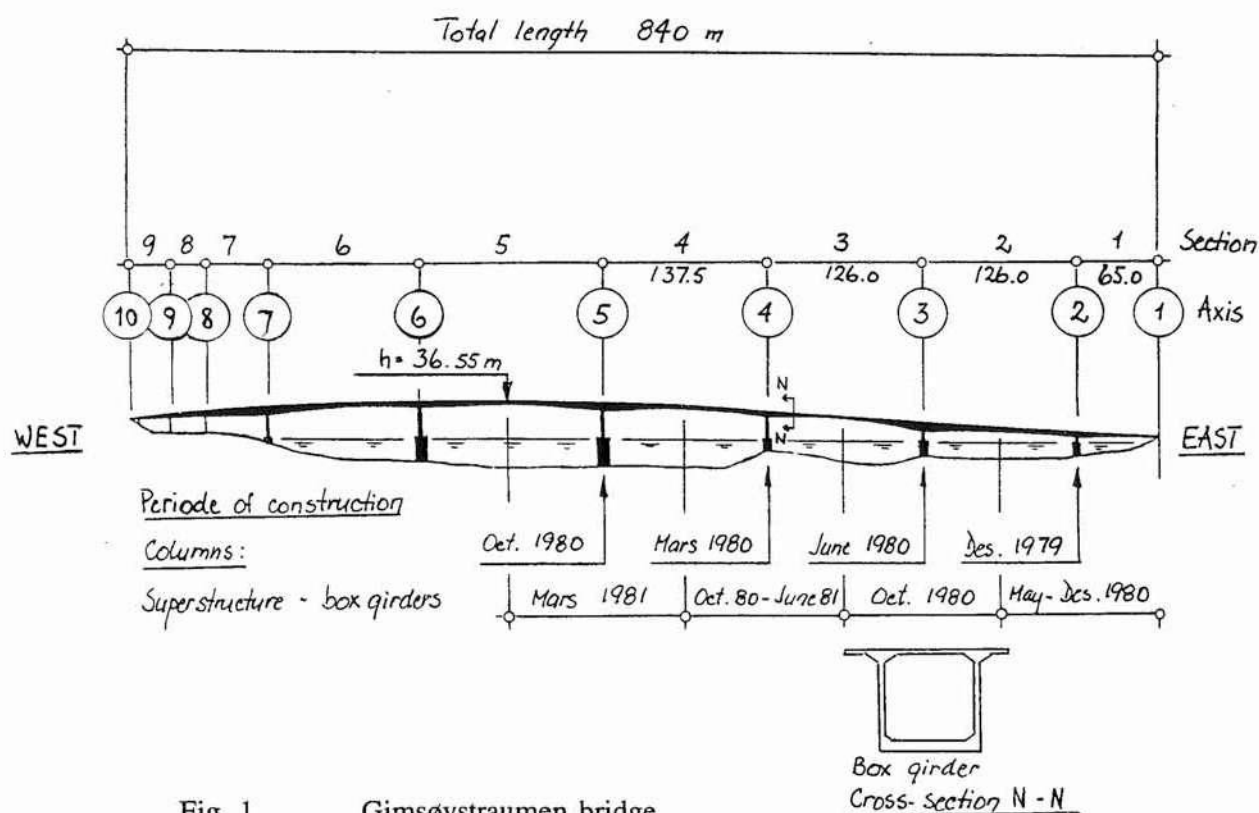 Total length 840 m
9 8 7 6 5 4 3 2 1 Section
137.5 126.0 126.0 65.0
10 9 8 7 6 5 4 3 2 1 Axis
h= 36.55 m
N
N
WEST
EAST
Periode of construction
Columns: Oct. 1980 Mars 1980 June 1980 Des. 1979
Superstructure - box girders Mars 1981 Oct. 80-June 81 Oct. 1980 May-Des. 1980
Box girder
Cross-section N-N
Fig. 1 Gimsøystraumen bridge